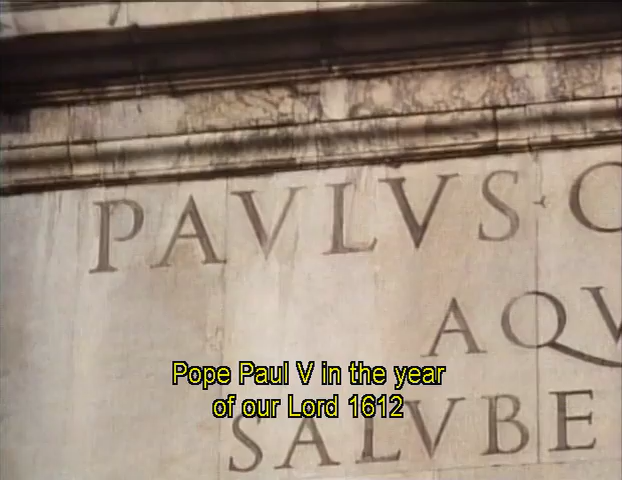 PAVLVS·
AQV
SALVBE
Pope Paul V in the year
of our Lord 1612